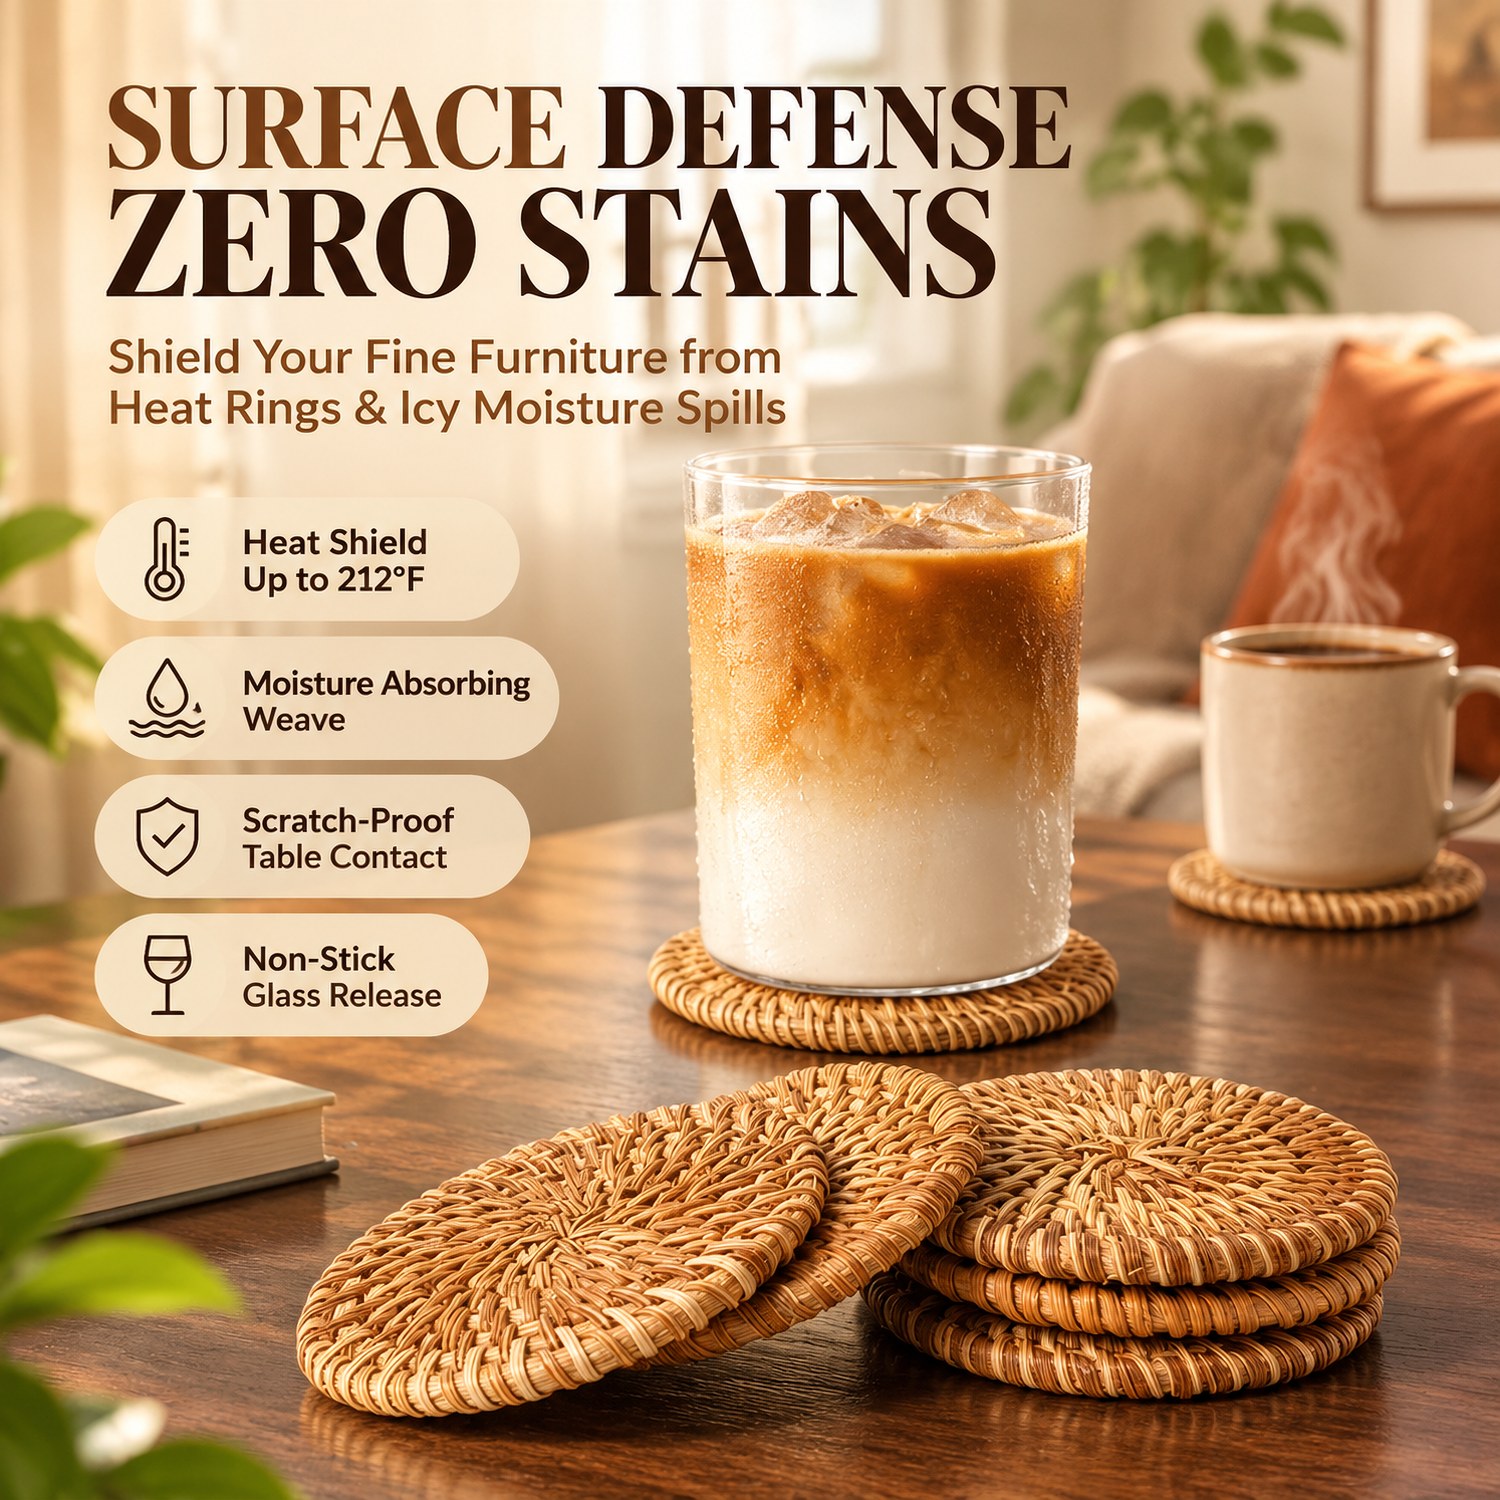 SURFACE DEFENSE
ZERO STAINS
Shield Your Fine Furniture from
Heat Rings & Icy Moisture Spills
Heat Shield
Up to 212°F
Moisture Absorbing
Weave
Scratch-Proof
Table Contact
Non-Stick
Glass Release